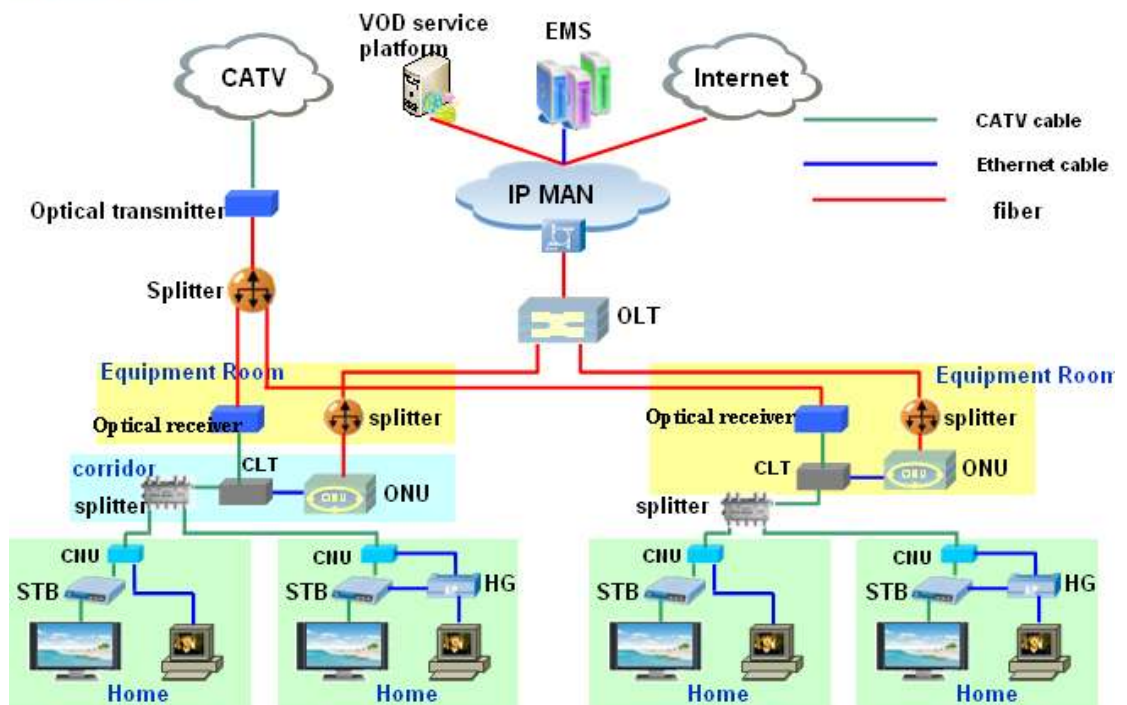 VOD service
platform
EMS
CATV
Internet
CATV cable
Ethernet cable
fiber
IP MAN
Optical transmitter
Splitter
OLT
Equipment Room
Equipment Room
Optical receiver
splitter
Optical receiver
splitter
corridor
CLT
ONU
ONU
splitter
CLT
ONU
ONU
splitter
CNU
STB
Home
CNU
STB
HG
Home
CNU
STB
Home
CNU
STB
HG
Home